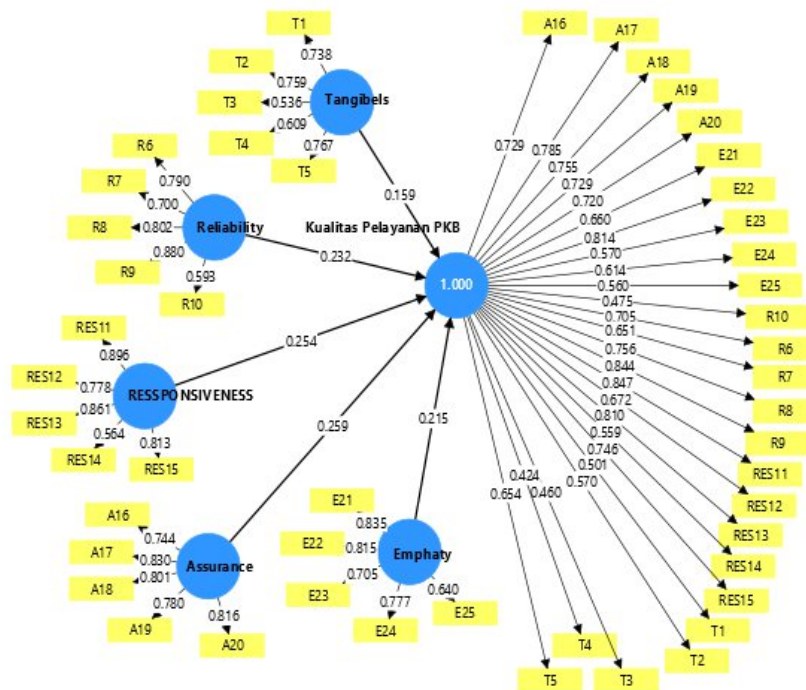 T1
0.738
T2
0.759
Tangibels
T3
0.536
T4
0.609
T5
0.767
0.159
R6
0.790
R7
0.700
Reliability
R8
0.802
R9
0.880
R10
0.593
0.232
Kualitas Pelayanan PKB
1.000
RES11
0.896
RES12
0.778
RESSPONSIVENESS
RES13
0.861
RES14
0.564
RES15
0.813
0.254
A16
0.744
A17
0.830
Assurance
A18
0.801
A19
0.780
A20
0.816
0.259
E21
0.835
E22
0.815
Emphaty
E23
0.705
E24
0.777
E25
0.640
0.215
A16
0.729
A17
0.785
A18
0.755
A19
0.729
A20
0.720
E21
0.660
E22
0.814
E23
0.570
E24
0.614
E25
0.560
R10
0.475
R6
0.705
R7
0.651
R8
0.756
R9
0.844
RES11
0.847
RES12
0.672
RES13
0.810
RES14
0.559
RES15
0.746
T1
0.501
T2
0.570
T3
0.460
T4
0.424
T5
0.654